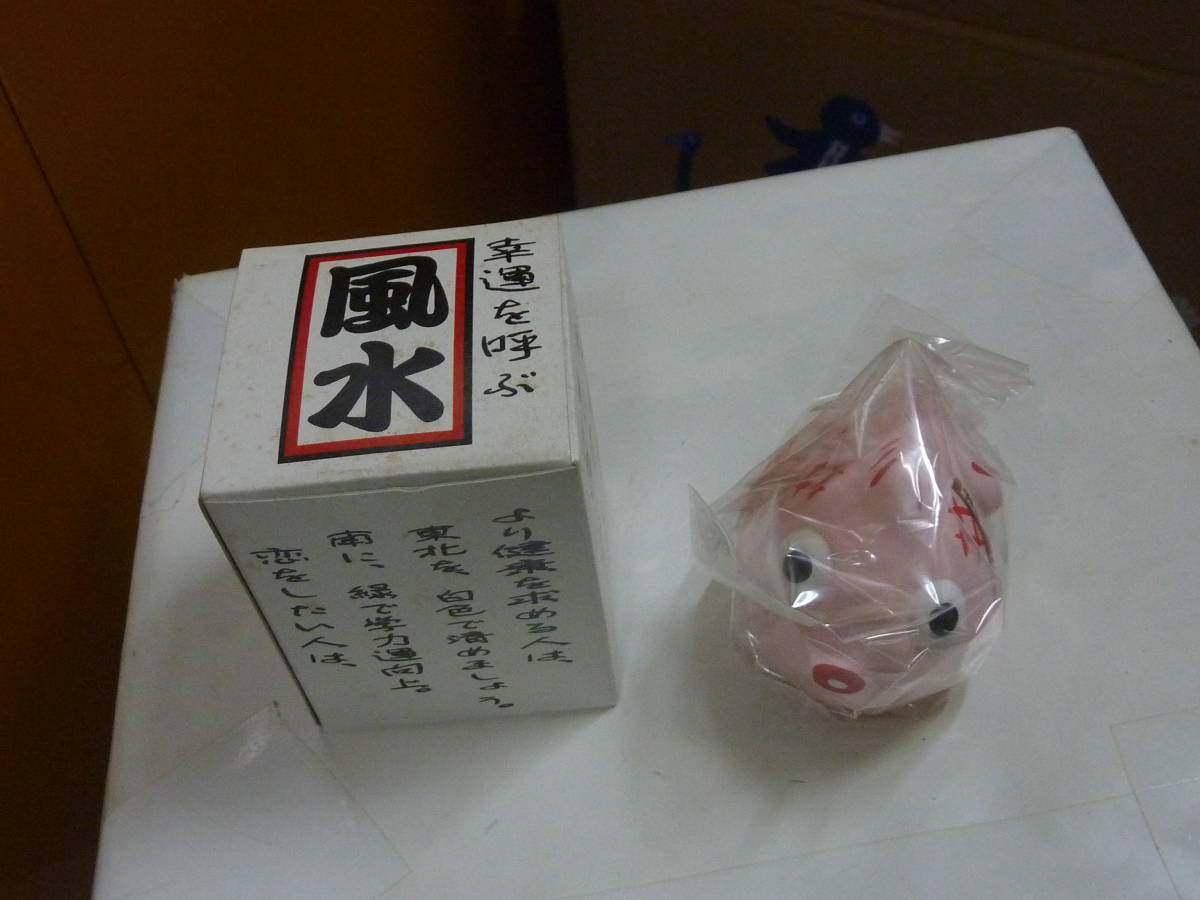 幸運を呼ぶ
風水
より健康を求める人は、
東北を、白色で清めましょう。
南に、緑で学力運向上。
恋をしたい人は、